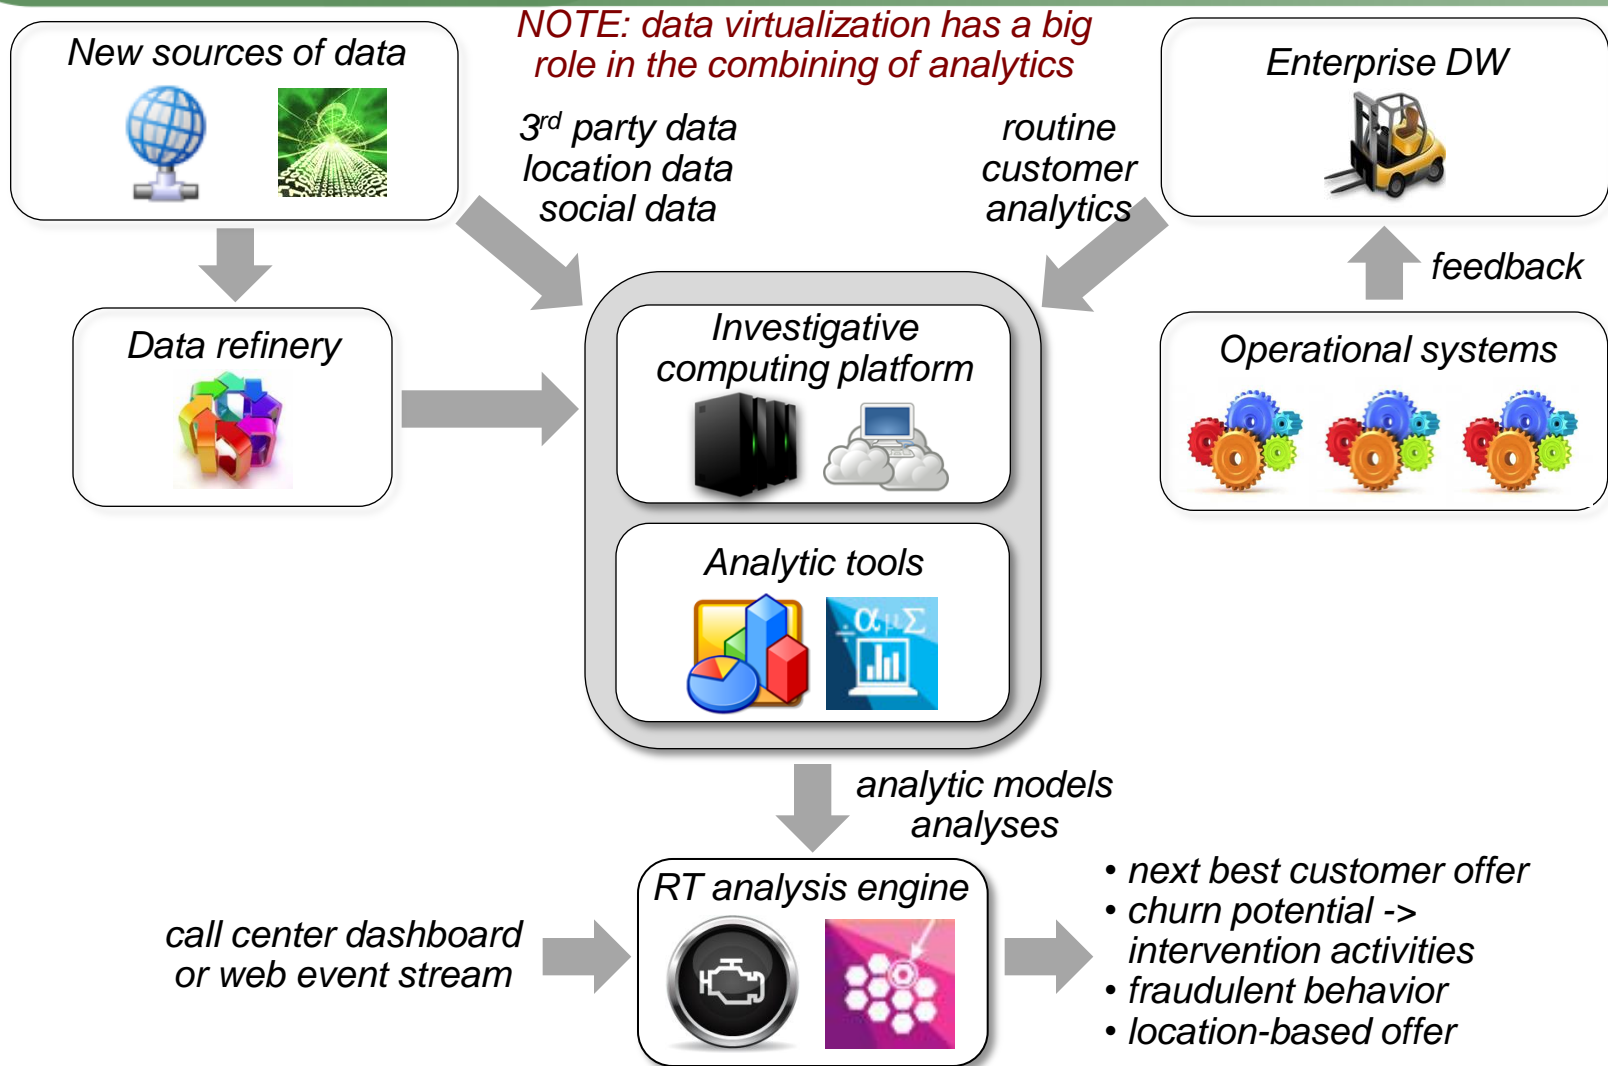 NOTE: data virtualization has a big
role in the combining of analytics
New sources of data
3rd party data
location data
social data
routine
customer
analytics
Enterprise DW
feedback
Data refinery
Investigative
computing platform
Operational systems
Analytic tools
÷αμΣ
analytic models
analyses
RT analysis engine
call center dashboard
or web event stream
• next best customer offer
• churn potential ->
intervention activities
• fraudulent behavior
• location-based offer